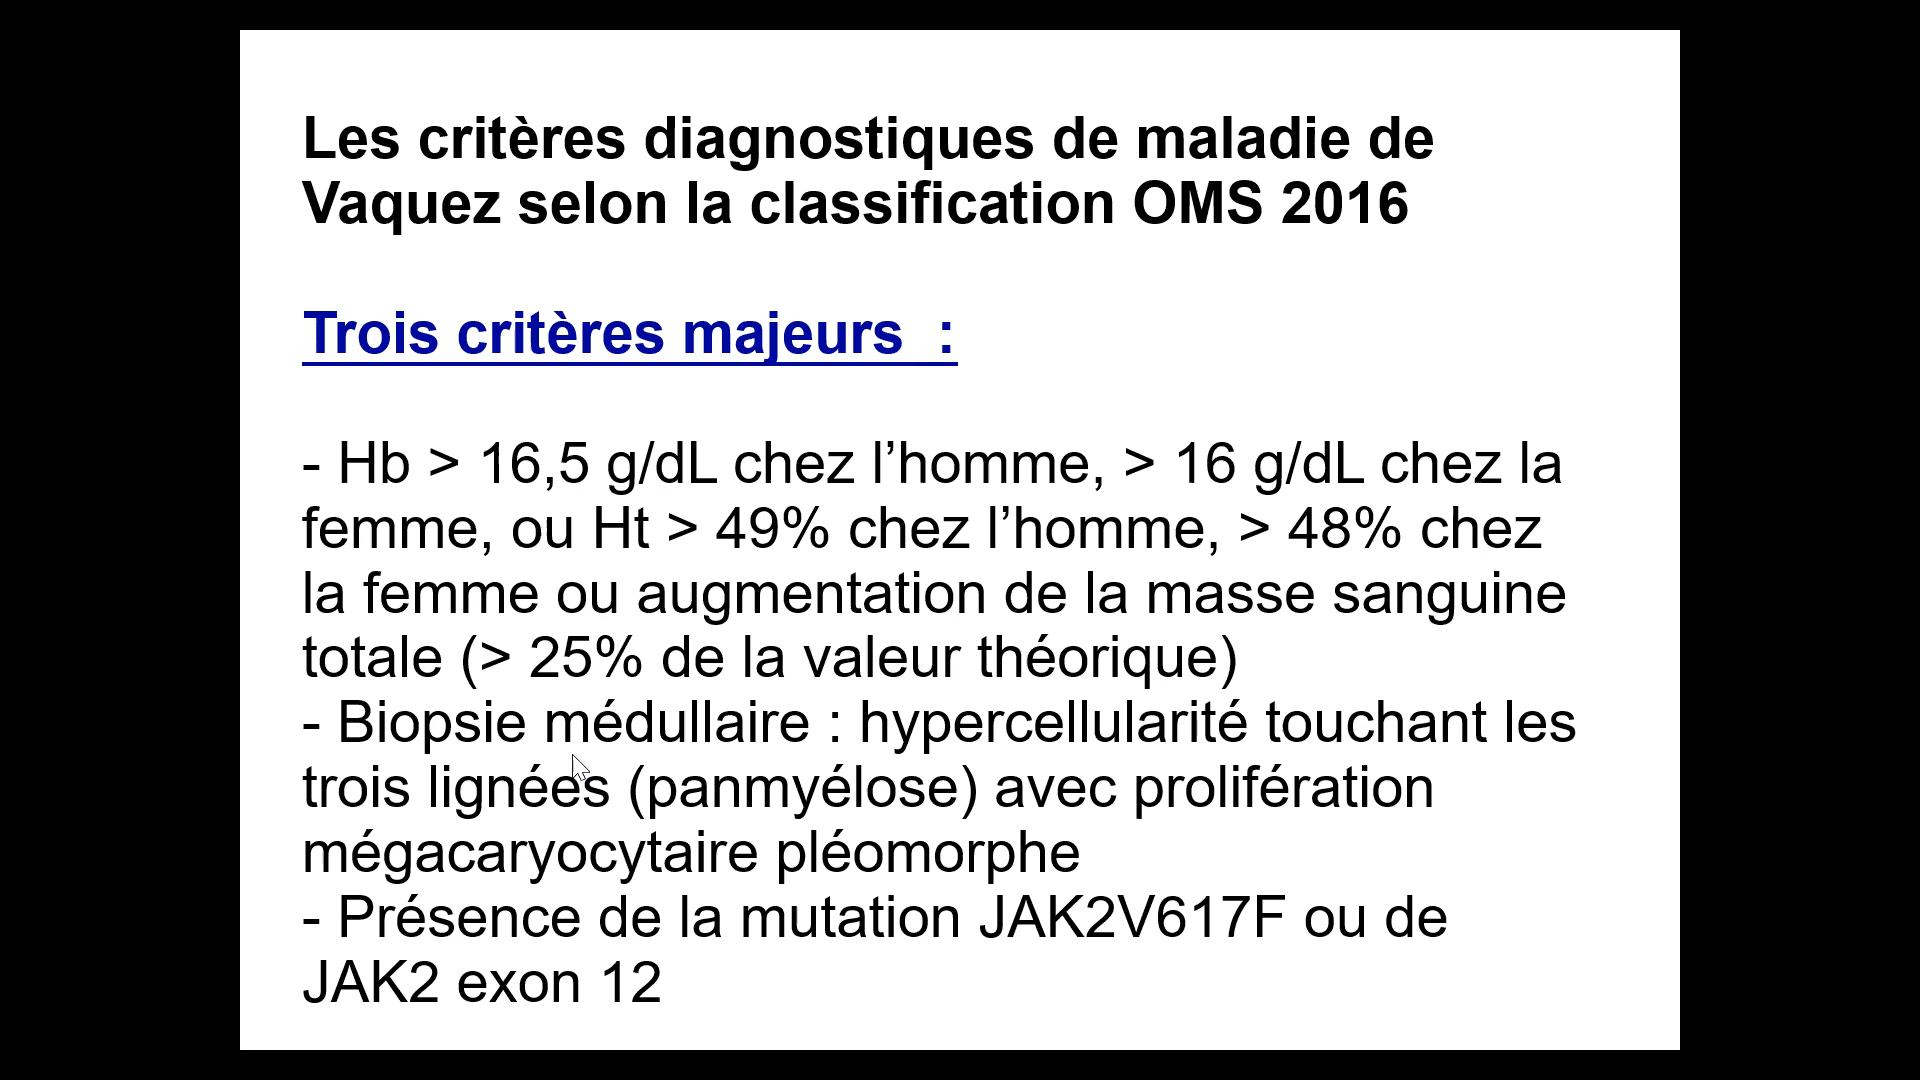 Les critères diagnostiques de maladie de
Vaquez selon la classification OMS 2016
Trois critères majeurs  :
- Hb > 16,5 g/dL chez l’homme, > 16 g/dL chez la
femme, ou Ht > 49% chez l’homme, > 48% chez
la femme ou augmentation de la masse sanguine
totale (> 25% de la valeur théorique)
- Biopsie médullaire : hypercellularité touchant les
trois lignées (panmyélose) avec prolifération
mégacaryocytaire pléomorphe
- Présence de la mutation JAK2V617F ou de
JAK2 exon 12